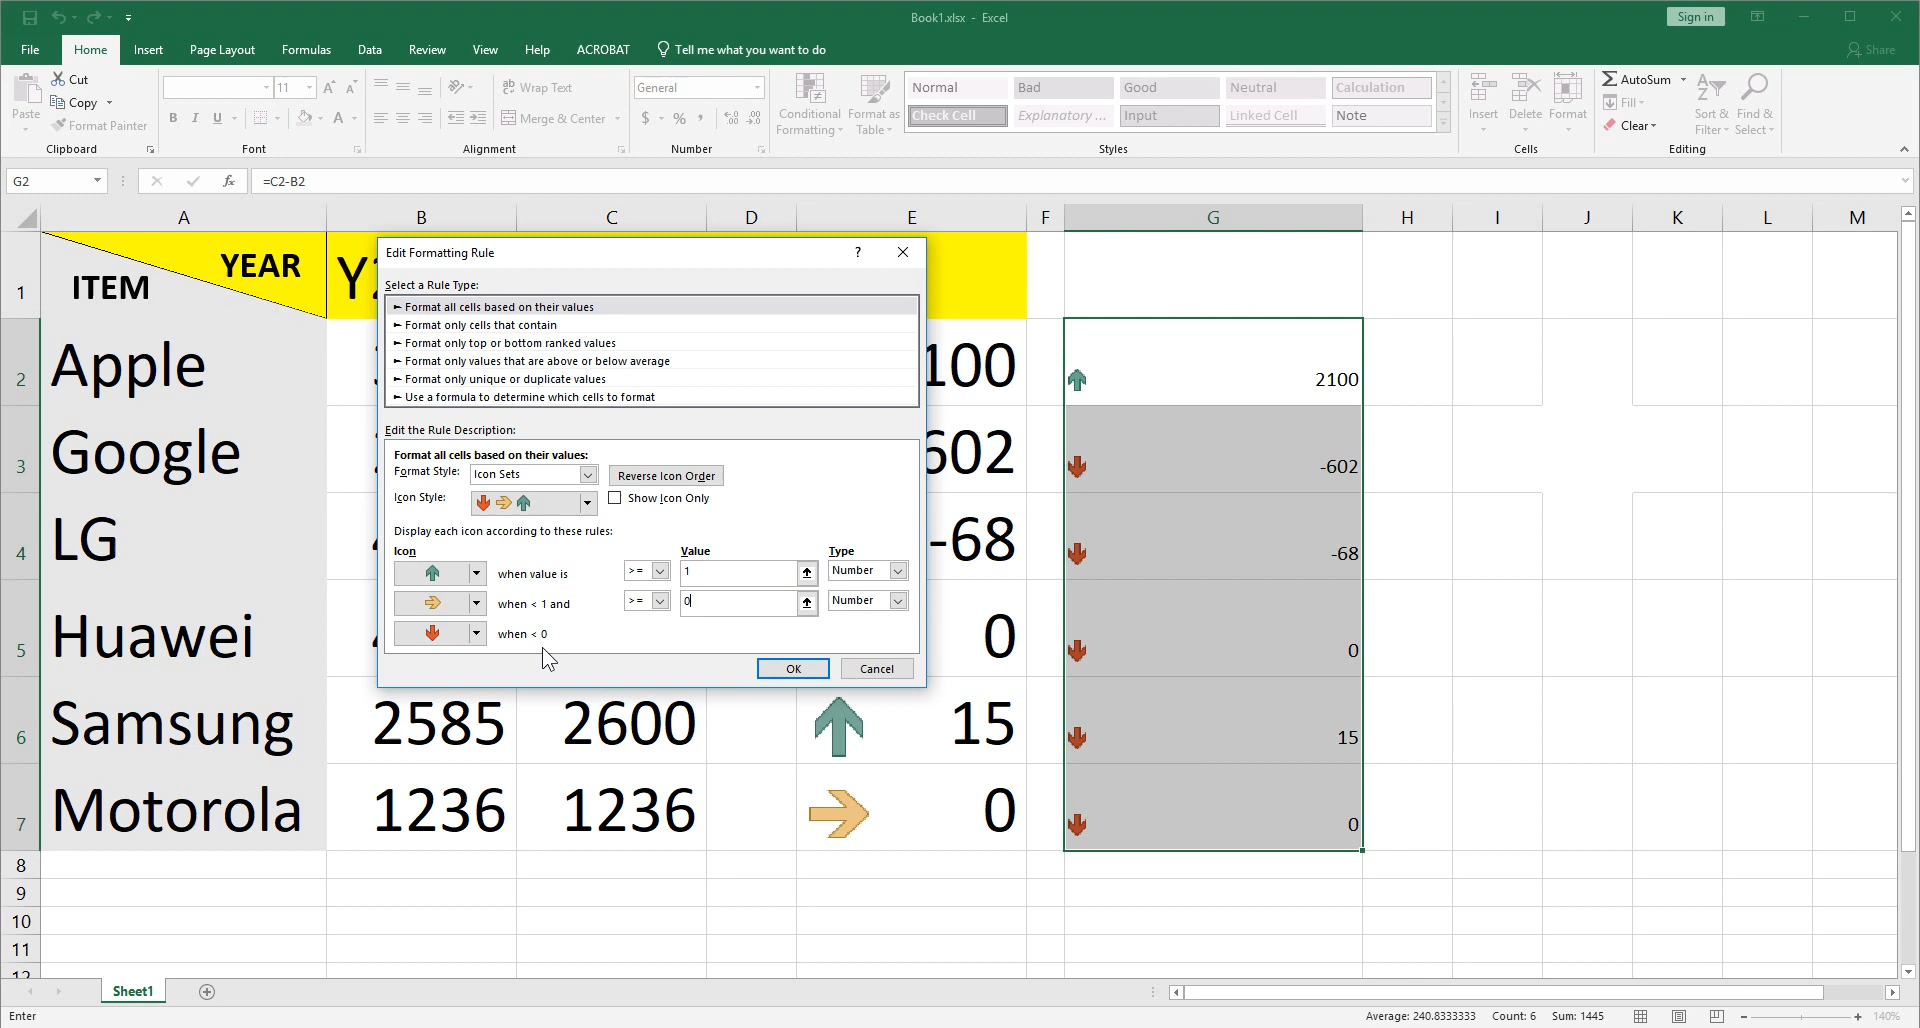 Book1.xlsx - Excel
Sign in
File Home Insert Page Layout Formulas Data Review View Help ACROBAT Tell me what you want to do Share
Paste
Cut
Copy
Format Painter
Clipboard
11
B I U
Font
Wrap Text
Merge & Center
Alignment
General
$ % ,
Number
Conditional Formatting
Format as Table
Normal Bad Good Neutral Calculation
Check Cell Explanatory ... Input Linked Cell Note
Styles
Insert Delete Format
Cells
AutoSum
Fill
Clear
Sort & Filter
Find & Select
Editing
G2 fx =C2-B2
A B C D E F G H I J K L M
1 ITEM YEAR
2 Apple 100 2100
3 Google 602 -602
4 LG -68 -68
5 Huawei 0 0
6 Samsung 2585 2600 15 15
7 Motorola 1236 1236 0 0
8
9
10
11
12
Edit Formatting Rule ?
Select a Rule Type:
► Format all cells based on their values
► Format only cells that contain
► Format only top or bottom ranked values
► Format only values that are above or below average
► Format only unique or duplicate values
► Use a formula to determine which cells to format
Edit the Rule Description:
Format all cells based on their values:
Format Style: Icon Sets Reverse Icon Order
Icon Style: Show Icon Only
Display each icon according to these rules:
Icon Value Type
when value is >= 1 Number
when < 1 and >= 0 Number
when < 0
OK Cancel
Sheet1
Enter Average: 240.8333333 Count: 6 Sum: 1445 140%